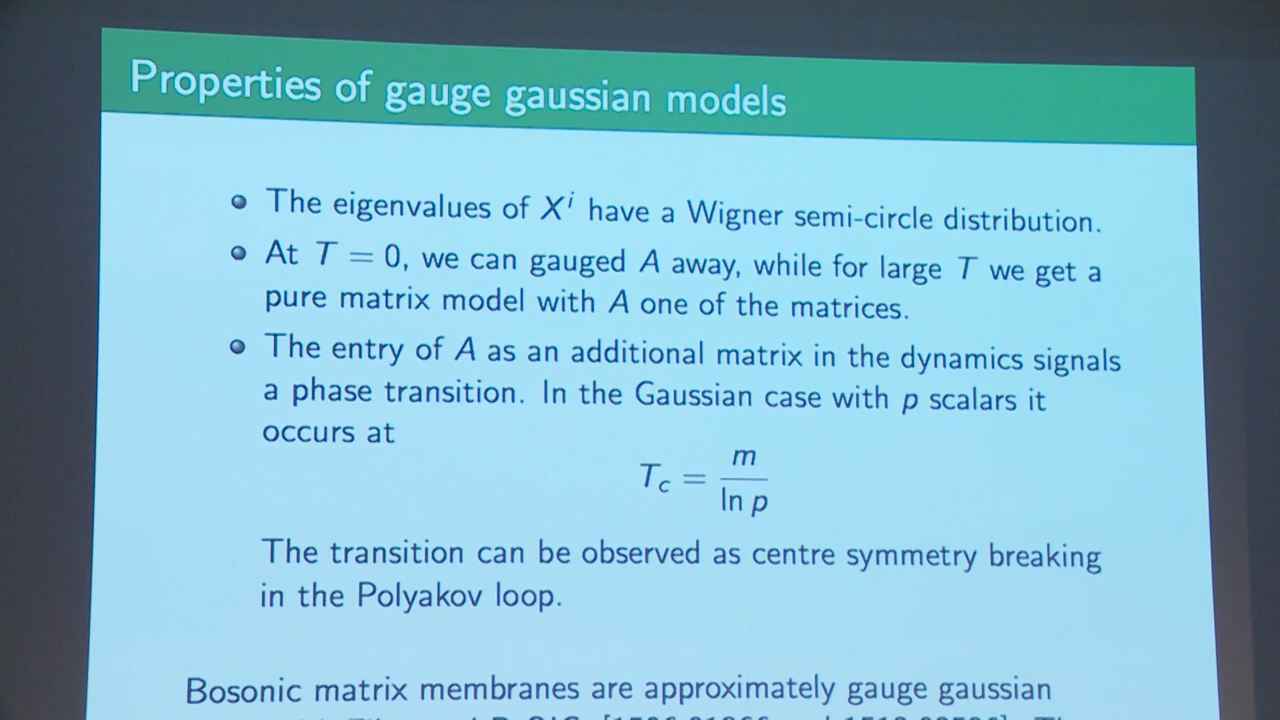 Properties of gauge gaussian models
The eigenvalues of Xⁱ have a Wigner semi-circle distribution.
At T = 0, we can gauged A away, while for large T we get a
pure matrix model with A one of the matrices.
The entry of A as an additional matrix in the dynamics signals
a phase transition. In the Gaussian case with p scalars it
occurs at
T_c = m / ln p
The transition can be observed as centre symmetry breaking
in the Polyakov loop.
Bosonic matrix membranes are approximately gauge gaussian